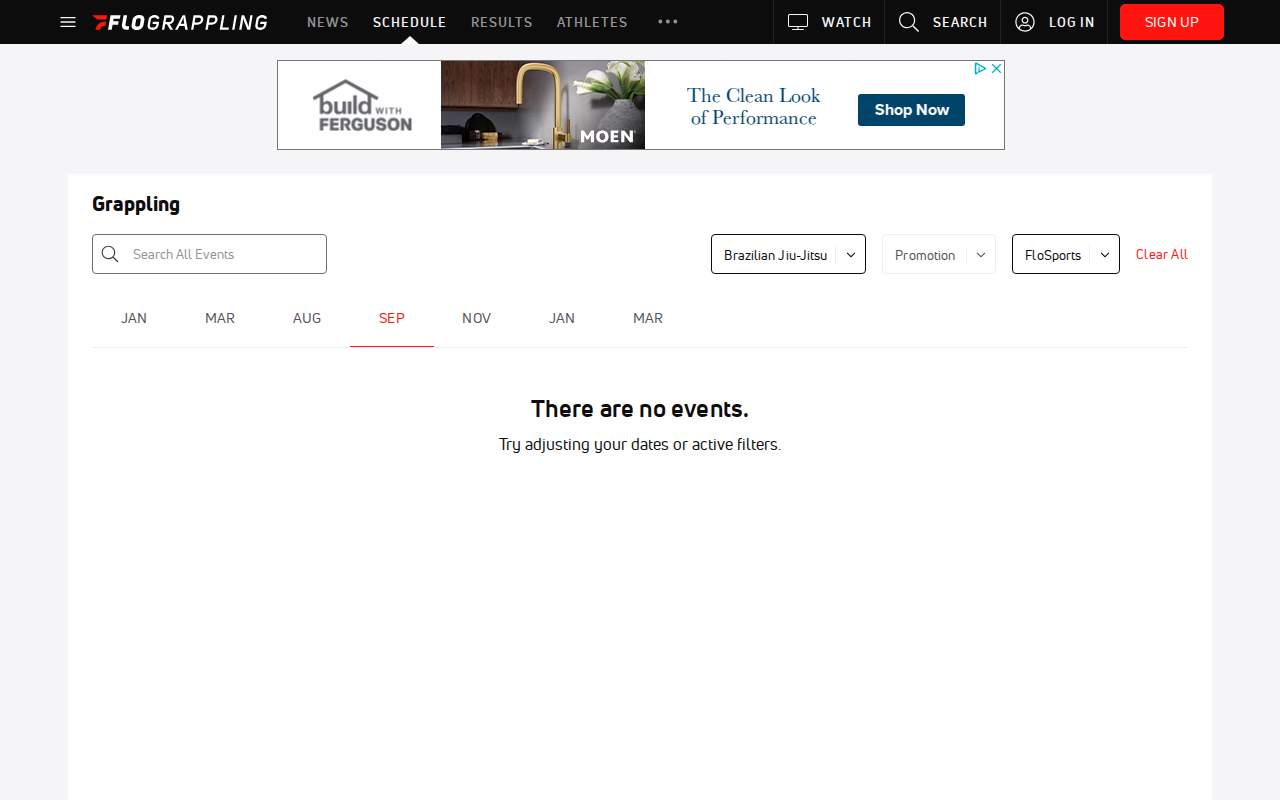 FLOGRAPPLING
NEWS
SCHEDULE
RESULTS
ATHLETES
WATCH
SEARCH
LOG IN
SIGN UP
build WITH
FERGUSON
MOEN
The Clean Look
of Performance
Shop Now
Grappling
Search All Events
Brazilian Jiu-Jitsu
Promotion
FloSports
Clear All
JAN
MAR
AUG
SEP
NOV
JAN
MAR
There are no events.
Try adjusting your dates or active filters.